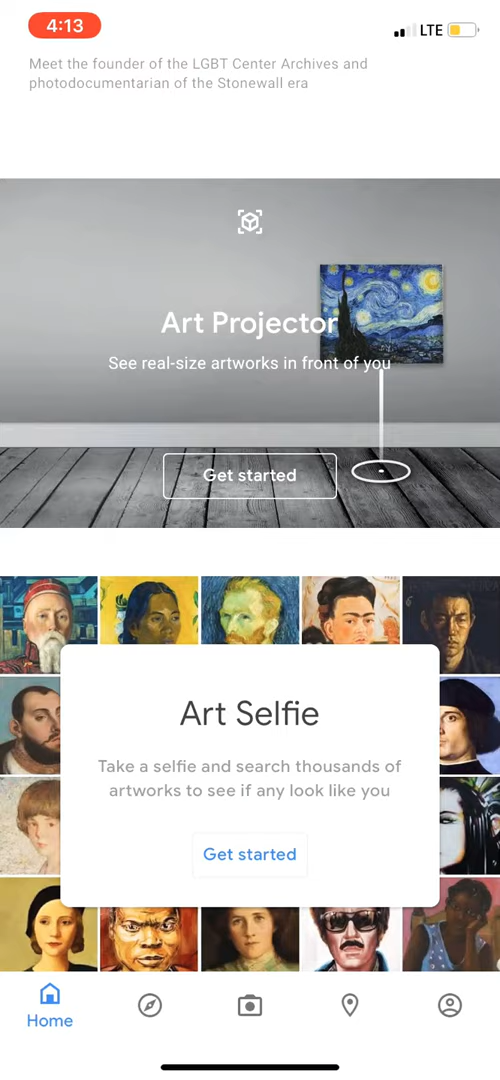 4:13
LTE
Meet the founder of the LGBT Center Archives and
photodocumentarian of the Stonewall era
Art Projector
See real-size artworks in front of you
Get started
Art Selfie
Take a selfie and search thousands of
artworks to see if any look like you
Get started
Home